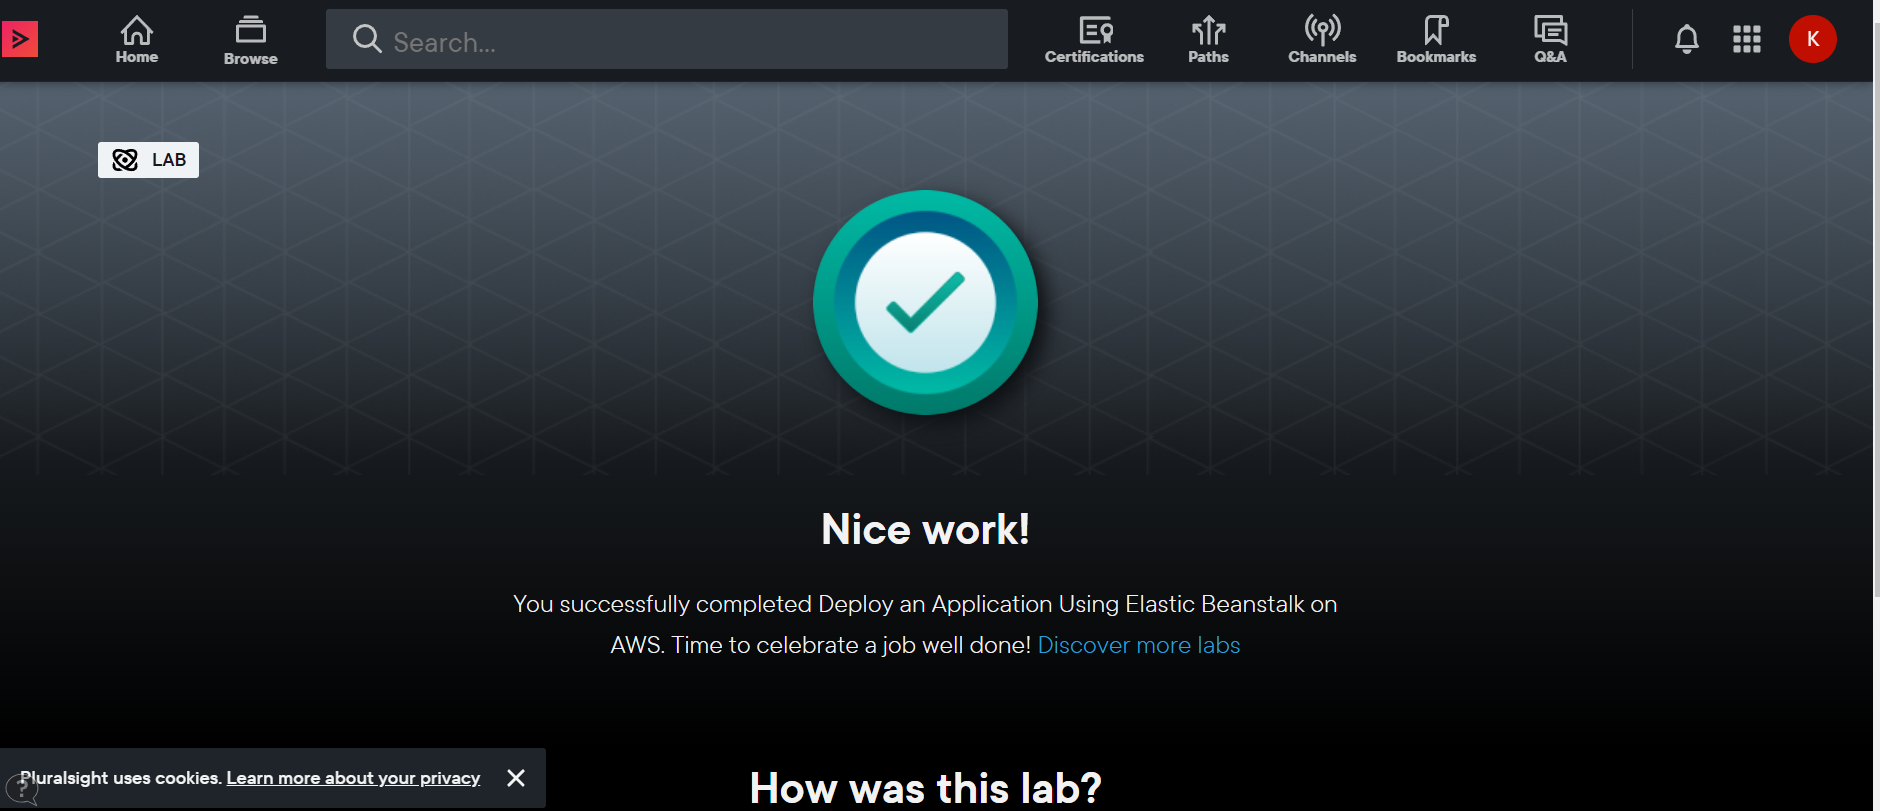 Home
Browse
Search...
Certifications
Paths
Channels
Bookmarks
Q&A
K
LAB
Nice work!
You successfully completed Deploy an Application Using Elastic Beanstalk on
AWS. Time to celebrate a job well done! Discover more labs
Pluralsight uses cookies. Learn more about your privacy
?
How was this lab?